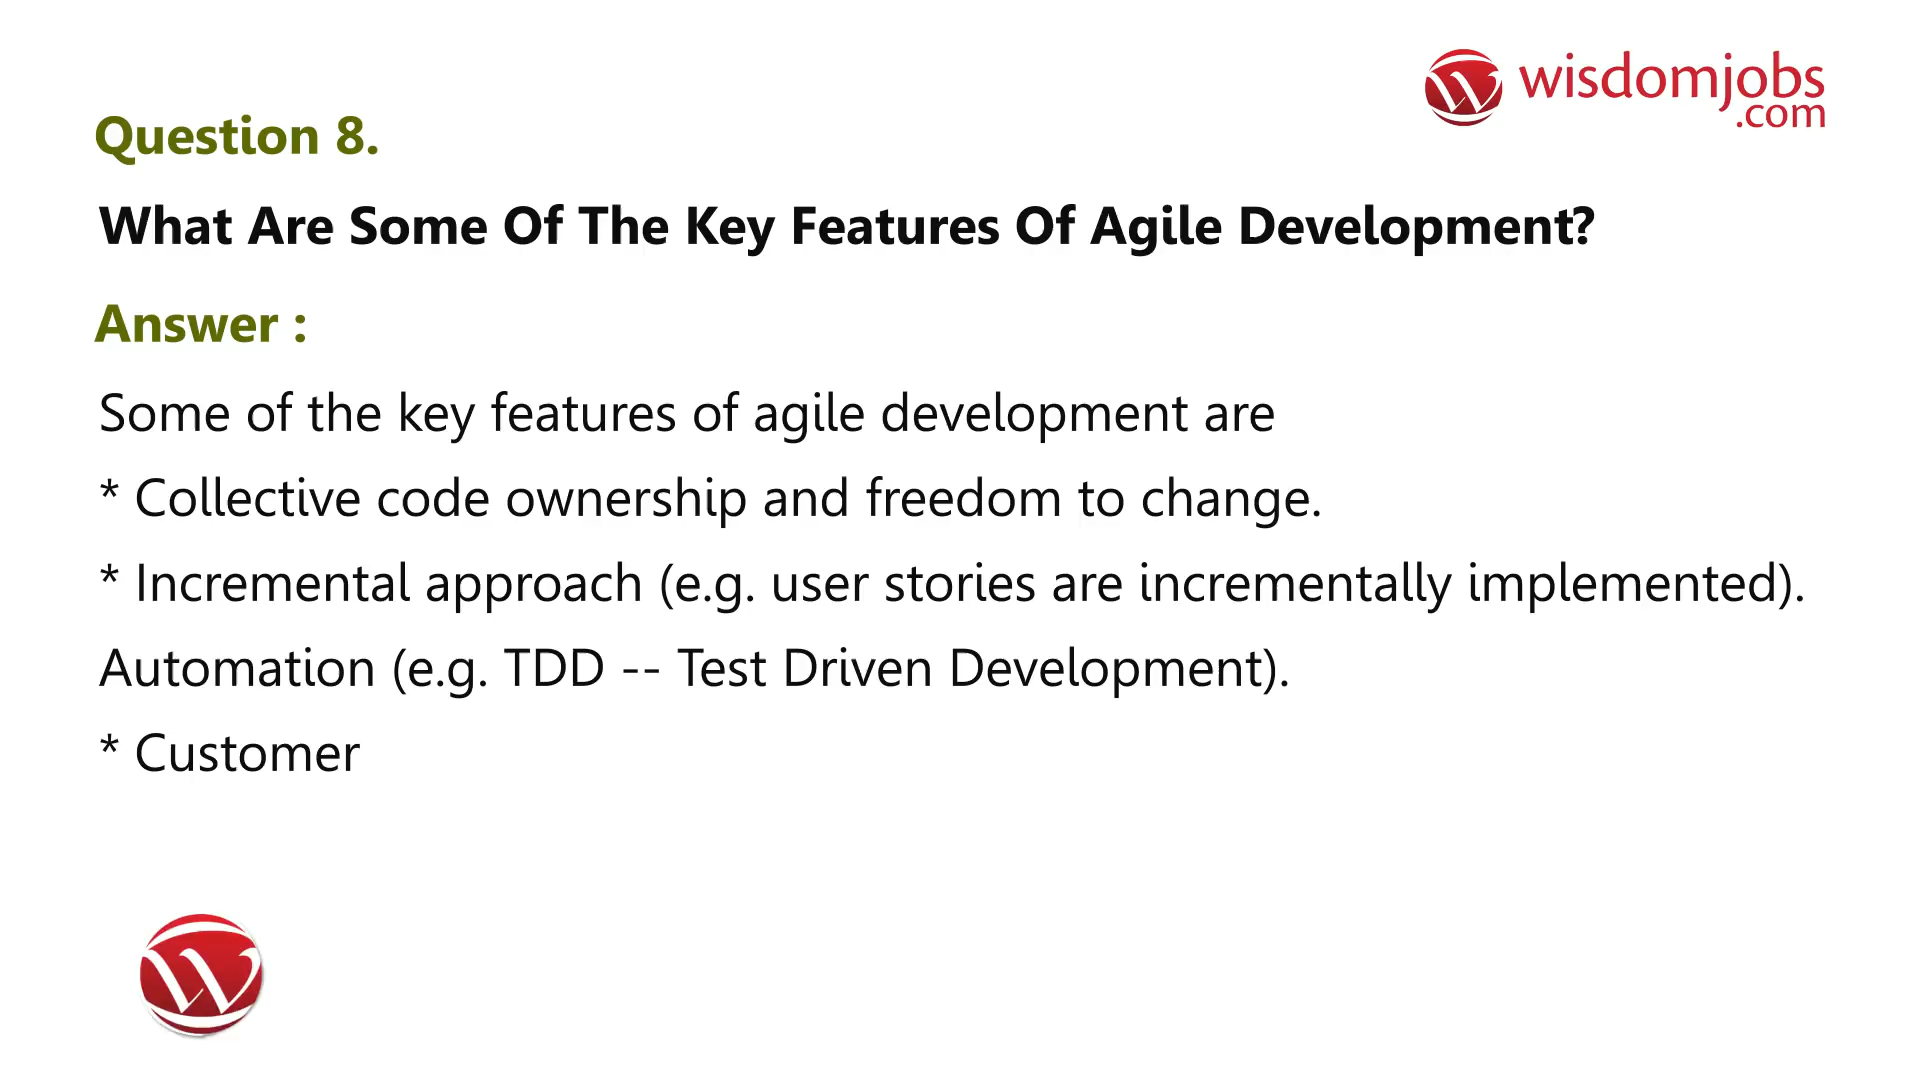 wisdomjobs
.com
Question 8.
What Are Some Of The Key Features Of Agile Development?
Answer :
Some of the key features of agile development are
* Collective code ownership and freedom to change.
* Incremental approach (e.g. user stories are incrementally implemented).
Automation (e.g. TDD -- Test Driven Development).
* Customer
W